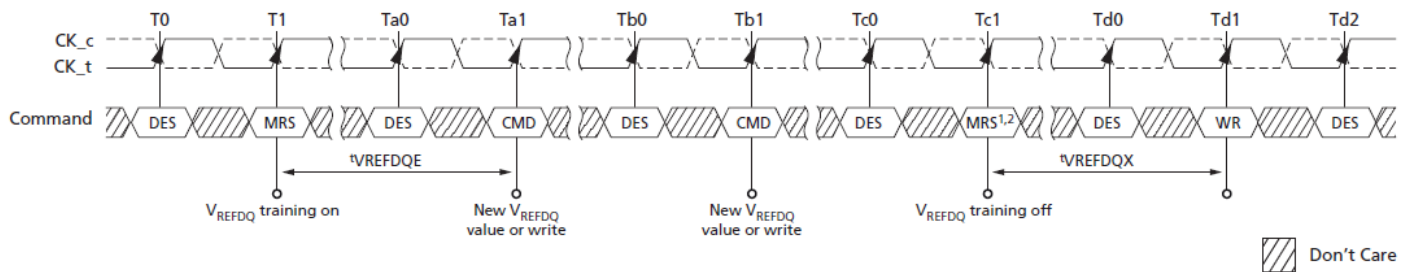 T0 T1 Ta0 Ta1 Tb0 Tb1 Tc0 Tc1 Td0 Td1 Td2
CK_c
CK_t
Command DES MRS DES CMD DES CMD DES MRS1,2 DES WR DES
tVREFDQE tVREFDQX
VREFDQ training on New VREFDQ New VREFDQ VREFDQ training off
value or write value or write
Don't Care